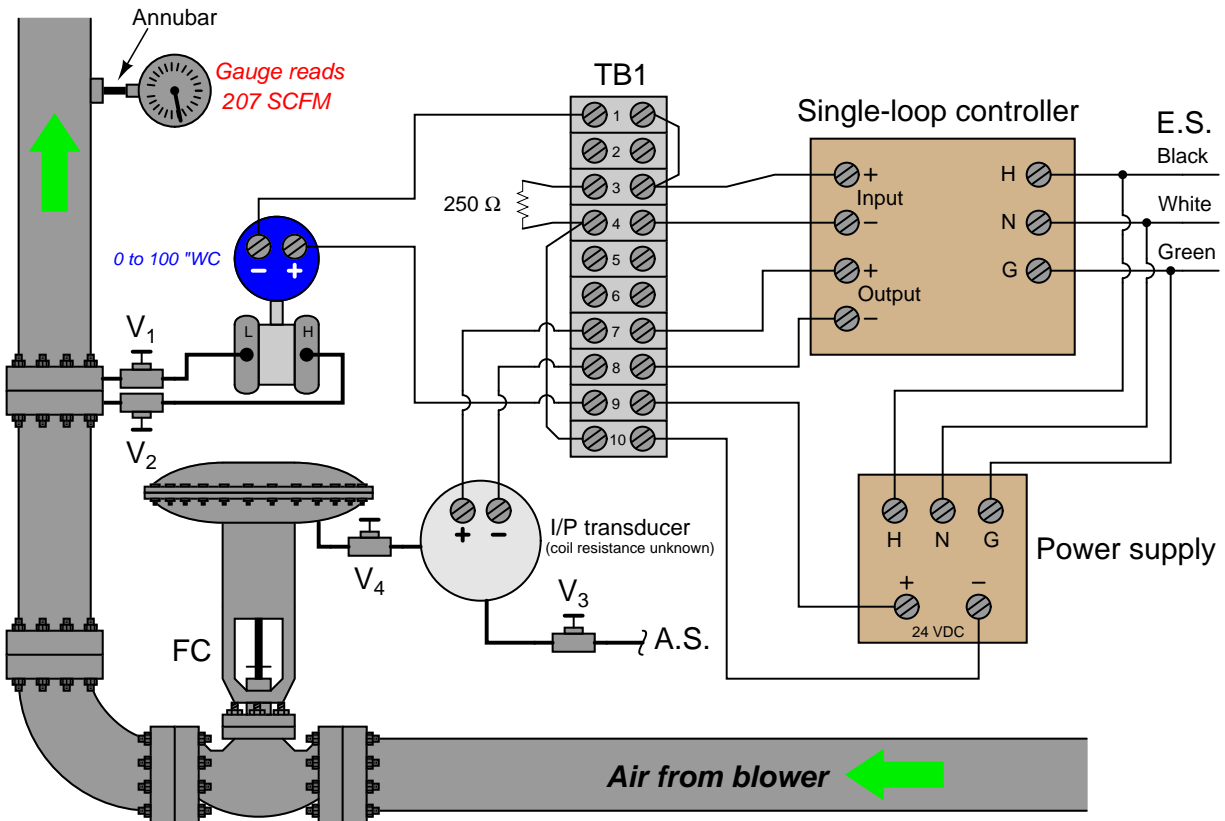 Annubar
Gauge reads
207 SCFM
TB1
1
2
3
4
5
6
7
8
9
10
250 Ω
Single-loop controller
+
Input
−
+
Output
−
H
N
G
E.S.
Black
White
Green
0 to 100 "WC
− +
L H
V1
V2
I/P transducer
(coil resistance unknown)
+ −
V4
V3
A.S.
FC
H N G
Power supply
+ −
24 VDC
Air from blower